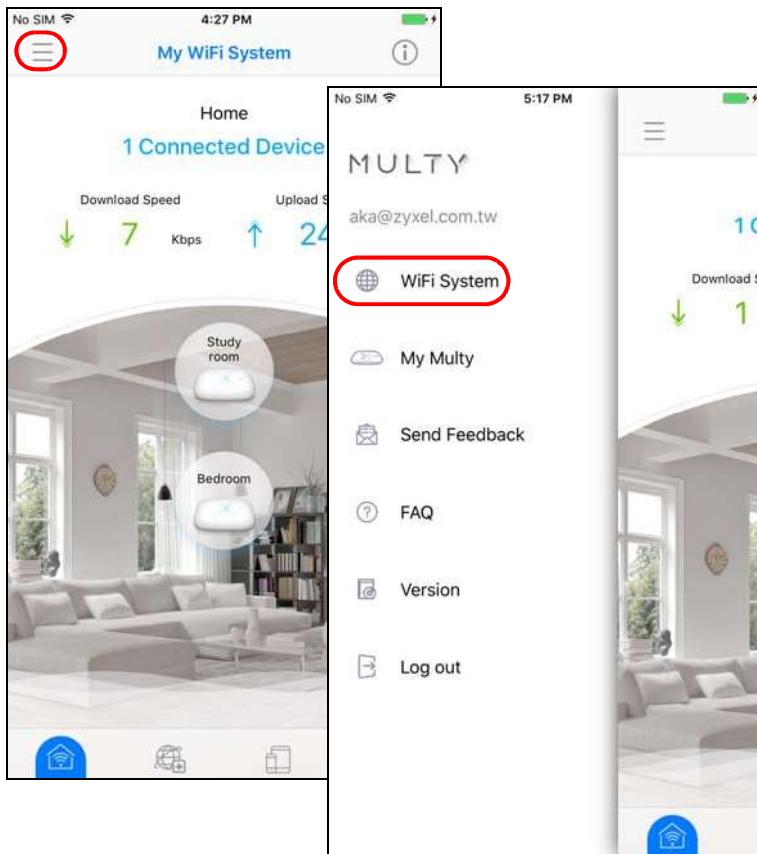 No SIM 4:27 PM
My WiFi System
Home
1 Connected Device
Download Speed
Upload S
7 Kbps 24
Study
room
Bedroom
No SIM 5:17 PM
MULTY
aka@zyxel.com.tw
WiFi System
My Multy
Send Feedback
FAQ
Version
Log out
1 C
Download S
1